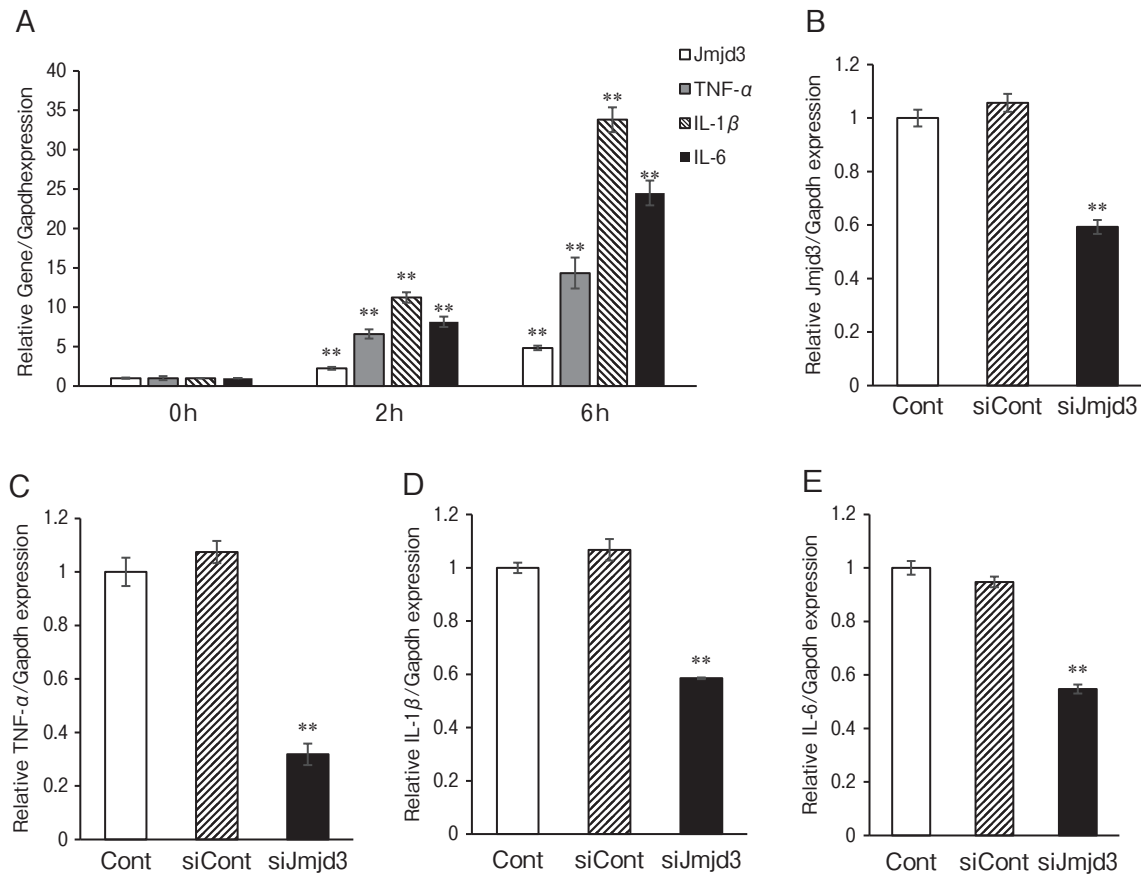 A
Relative Gene/Gapdhexpression
40
35
30
25
20
15
10
5
0
**
**
**
**
**
**
**
**
0h
2h
6h
Jmjd3
TNF-α
IL-1β
IL-6
B
Relative Jmjd3/Gapdh expression
1.2
1
0.8
0.6
0.4
0.2
0
**
Cont siCont siJmjd3
C
Relative TNF-α/Gapdh expression
1.2
1
0.8
0.6
0.4
0.2
0
**
Cont siCont siJmjd3
D
Relative IL-1β/Gapdh expression
1.2
1
0.8
0.6
0.4
0.2
0
**
Cont siCont siJmjd3
E
Relative IL-6/Gapdh expression
1.2
1
0.8
0.6
0.4
0.2
0
**
Cont siCont siJmjd3